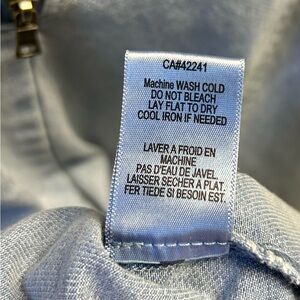 CA#42241
Machine WASH COLD
DO NOT BLEACH
LAY FLAT TO DRY
COOL IRON IF NEEDED
LAVER A FROID EN
MACHINE
PAS D'EAU DE JAVEL.
LAISSER SECHER A PLAT.
FER TIEDE SI BESOIN EST.